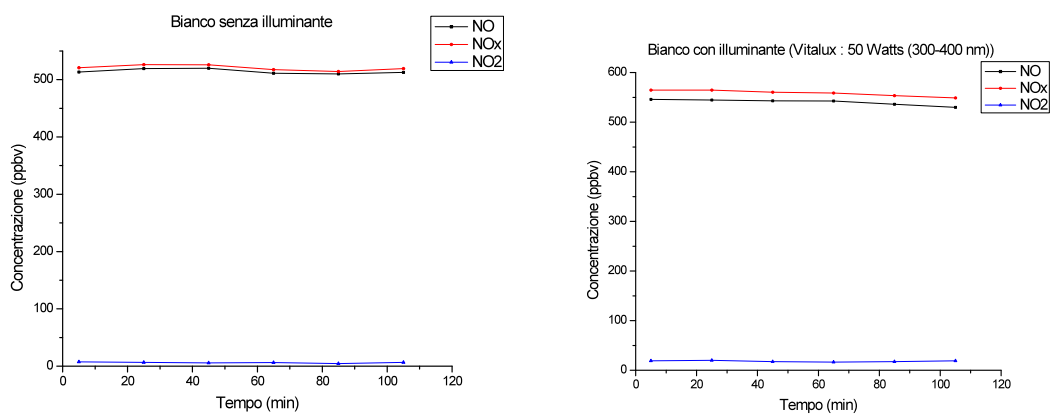 Bianco senza illuminante
NO
NOx
NO2
Concentrazione (ppbv)
500
400
300
200
100
0
0 20 40 60 80 100 120
Tempo (min)
Bianco con illuminante (Vitalux : 50 Watts (300-400 nm))
NO
NOx
NO2
Concentrazione (ppbv)
600
500
400
300
200
100
0
0 20 40 60 80 100 120
Tempo (min)